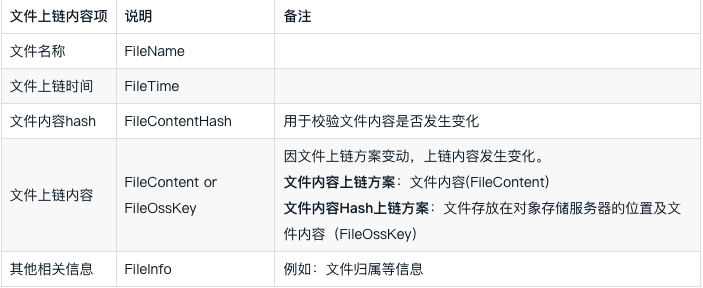 文件上链内容项 说明 备注
文件名称 FileName
文件上链时间 FileTime
文件内容hash FileContentHash 用于校验文件内容是否发生变化
文件上链内容 FileContent or
FileOssKey
因文件上链方案变动，上链内容发生变化。
文件内容上链方案：文件内容(FileContent)
文件内容Hash上链方案：文件存放在对象存储服务器的位置及文
件内容（FileOssKey）
其他相关信息 FileInfo 例如：文件归属等信息